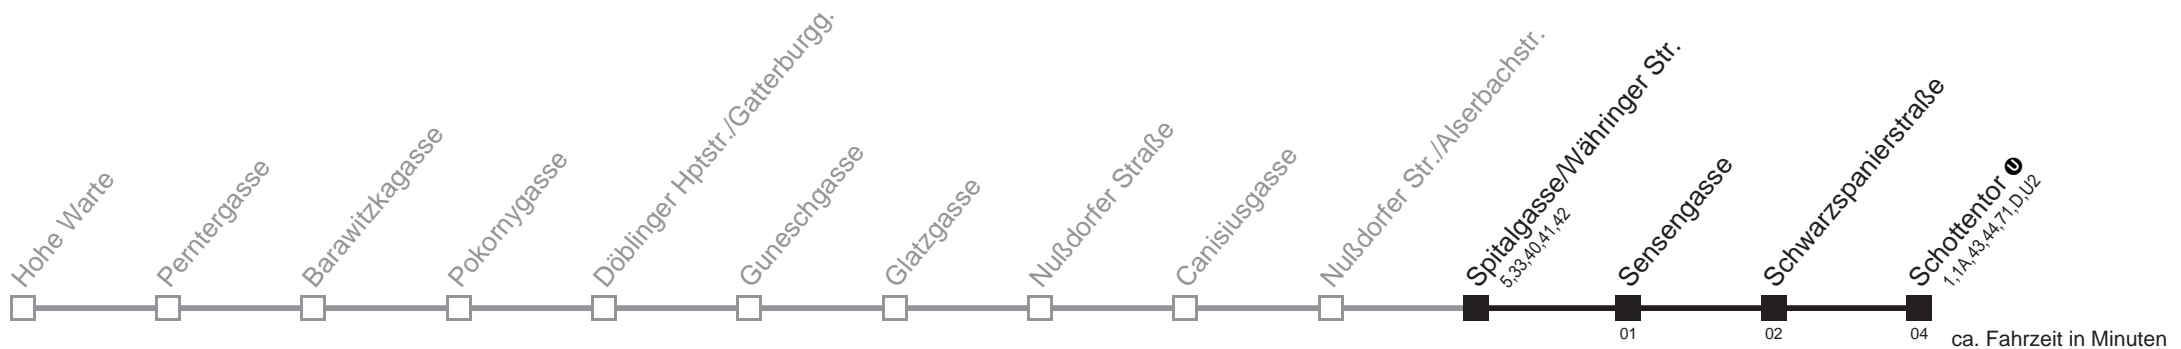 Hohe Warte
Perntergasse
Barawitzkagasse
Pokornygasse
Döblinger Hptstr./Gatterburgg.
Guneschgasse
Glatzgasse
Nußdorfer Straße
Canisiusgasse
Nußdorfer Str./Alserbachstr.
Spitalgasse/Währinger Str.
5,33,40,41,42
Sensengasse
Schwarzspanierstraße
Schottentor U
1,1A,43,44,71,D,U2
01
02
04
ca. Fahrzeit in Minuten